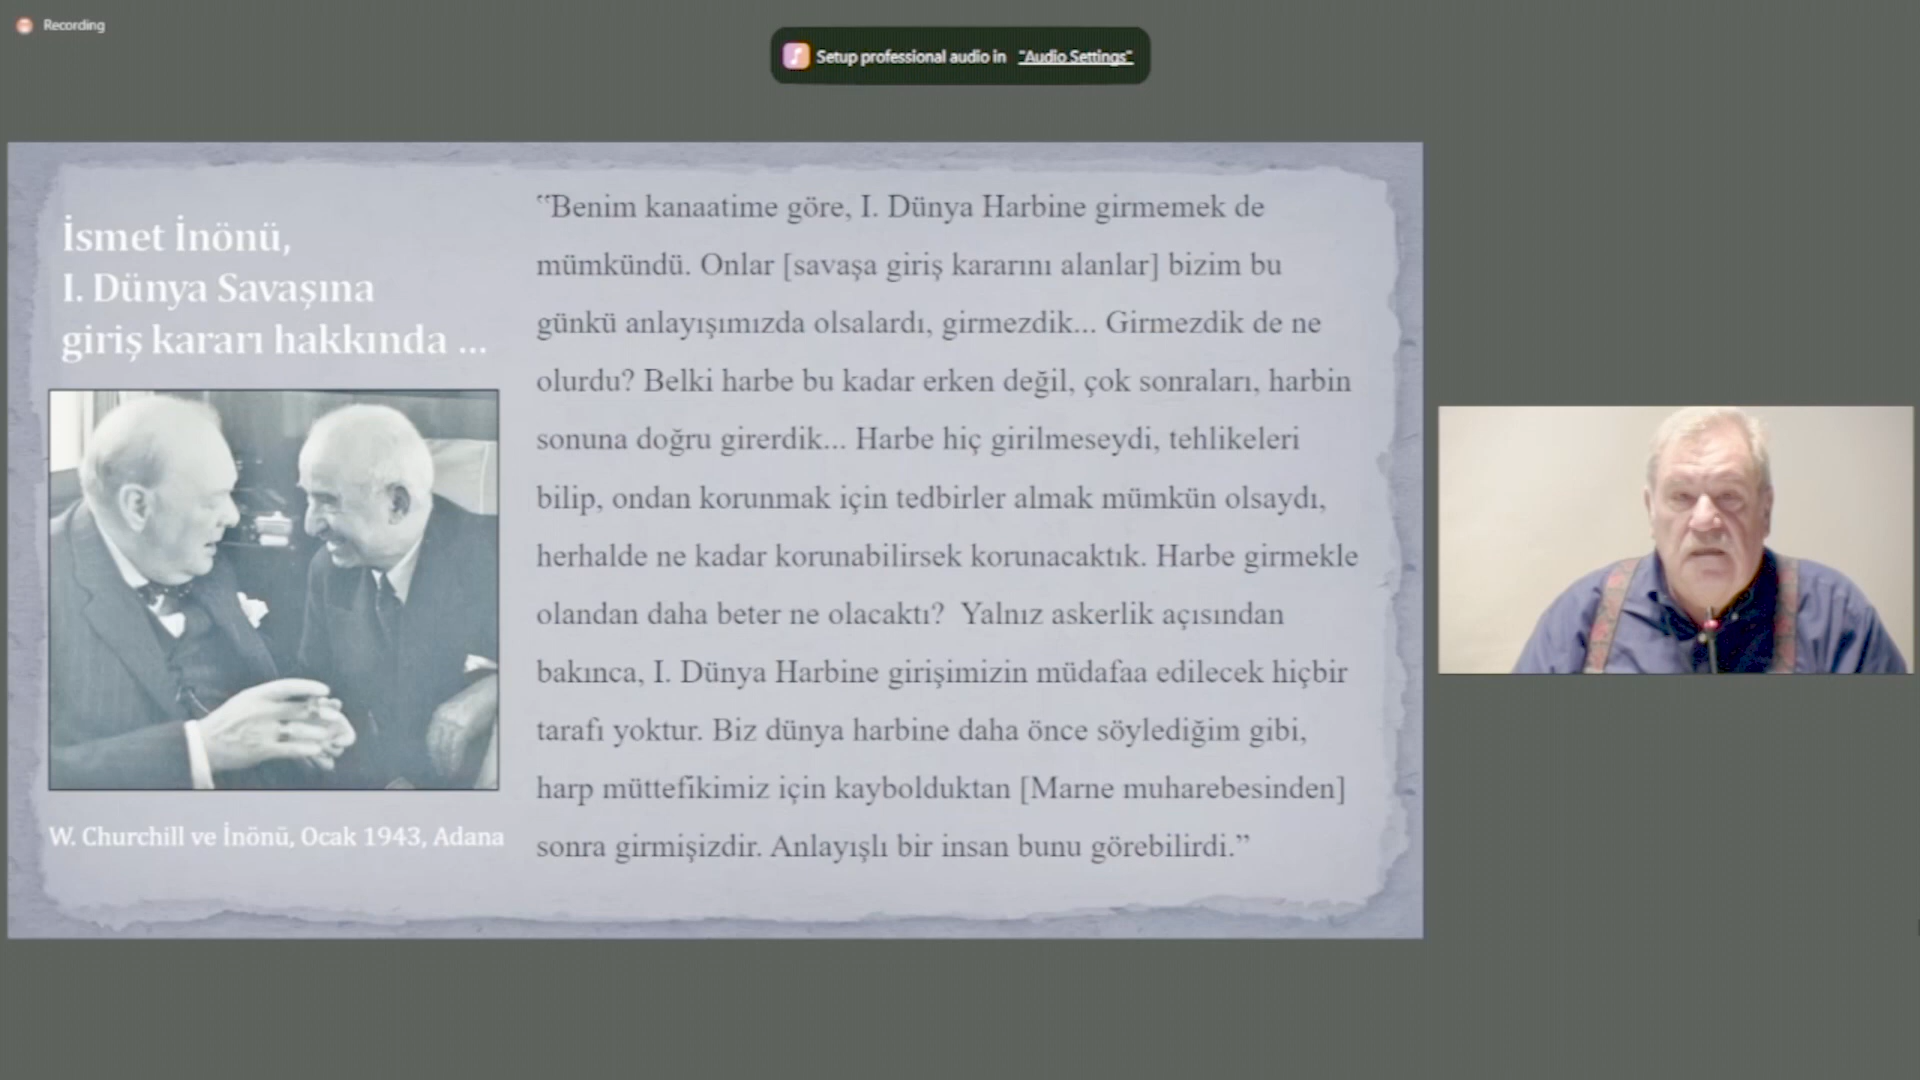 Recording
Setup professional audio in "Audio Settings"
İsmet İnönü,
I. Dünya Savaşına
giriş kararı hakkında ...
W. Churchill ve İnönü, Ocak 1943, Adana
“Benim kanaatime göre, I. Dünya Harbine girmemek de
mümkündü. Onlar [savaşa giriş kararını alanlar] bizim bu
günkü anlayışımızda olsalardı, girmezdik... Girmezdik de ne
olurdu? Belki harbe bu kadar erken değil, çok sonraları, harbin
sonuna doğru girerdik... Harbe hiç girilmeseydi, tehlikeleri
bilip, ondan korunmak için tedbirler almak mümkün olsaydı,
herhalde ne kadar korunabilirsek korunacaktık. Harbe girmekle
olandan daha beter ne olacaktı? Yalnız askerlik açısından
bakınca, I. Dünya Harbine girişimizin müdafaa edilecek hiçbir
tarafı yoktur. Biz dünya harbine daha önce söylediğim gibi,
harp müttefikimiz için kaybolduktan [Marne muharebesinden]
sonra girmişizdir. Anlayışlı bir insan bunu görebilirdi.”